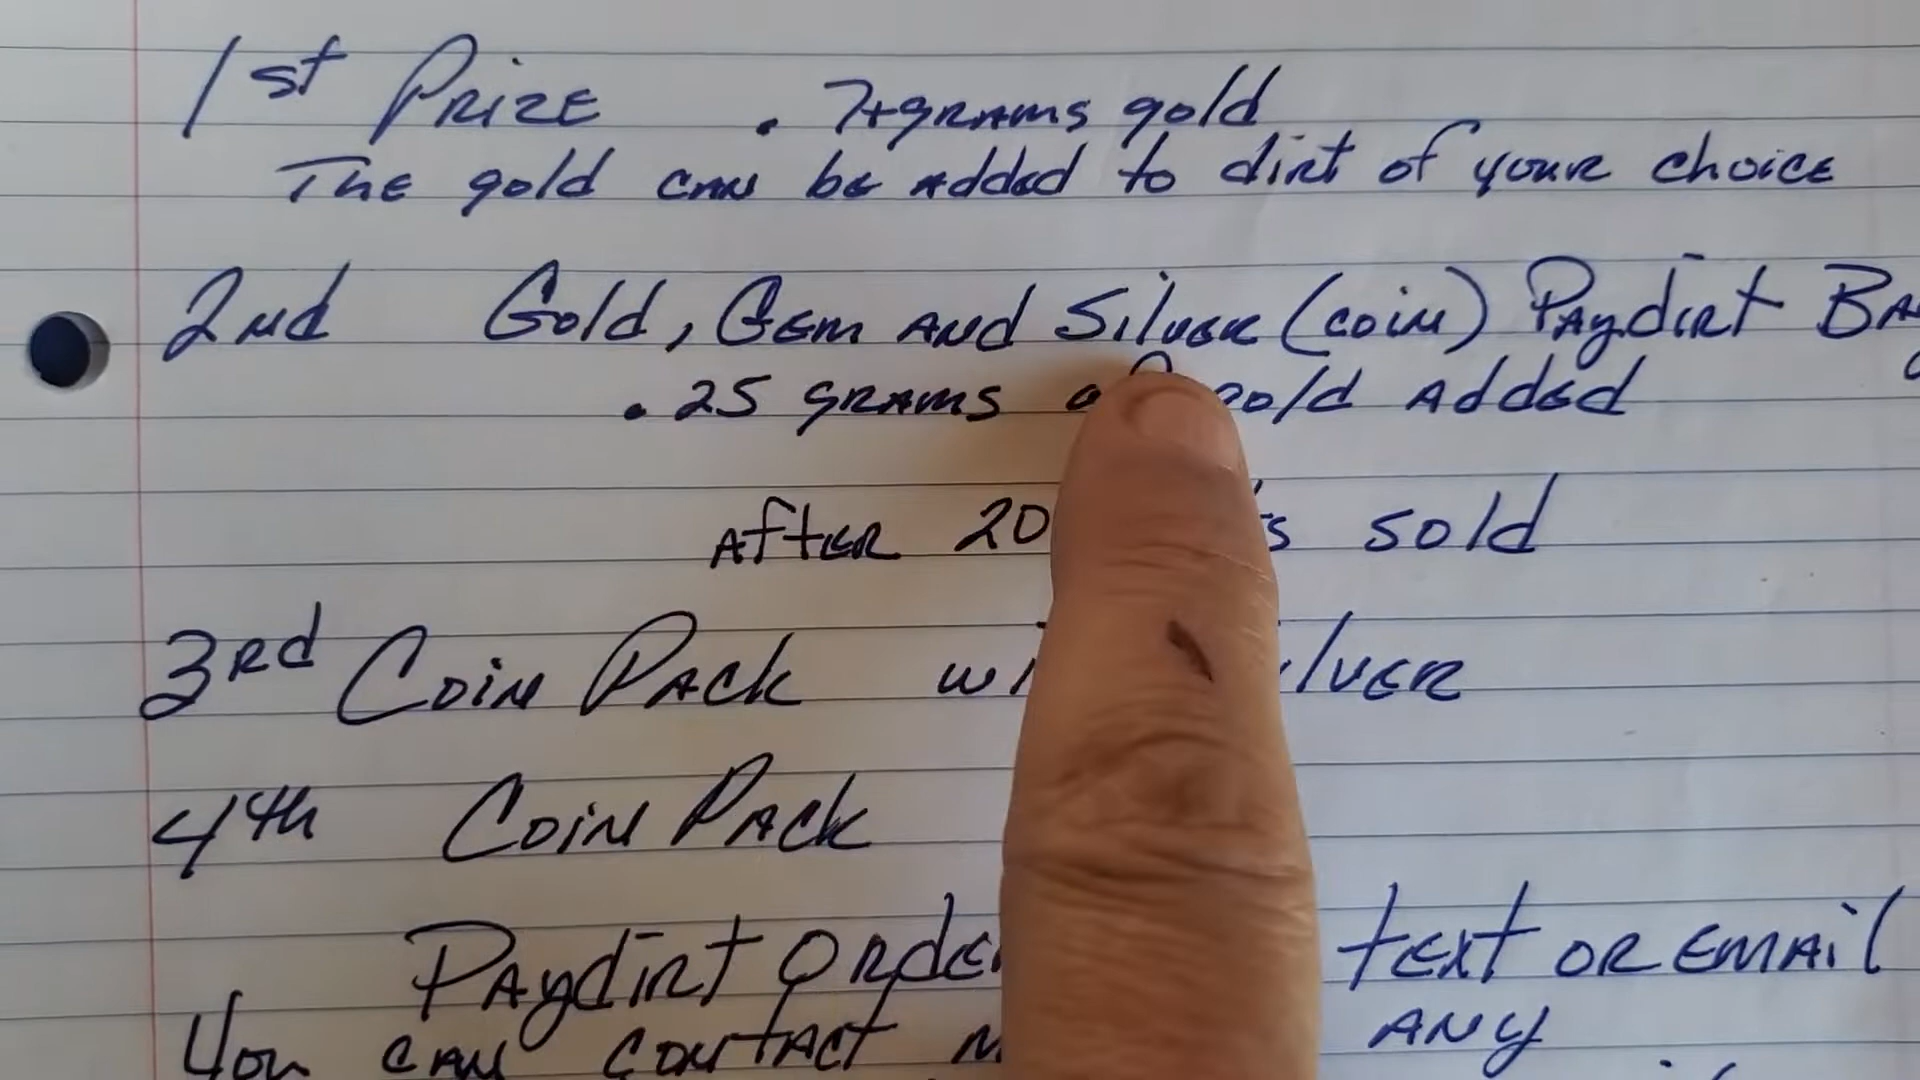 1st PRIZE . 7+grams gold
The gold can be added to dirt of your choice
2nd Gold, Gem and Silver (coin) Paydirt
.25 grams gold added
after 20 sold
3rd Coin Pack
4th Coin Pack
Paydirt text or email
You can contact any